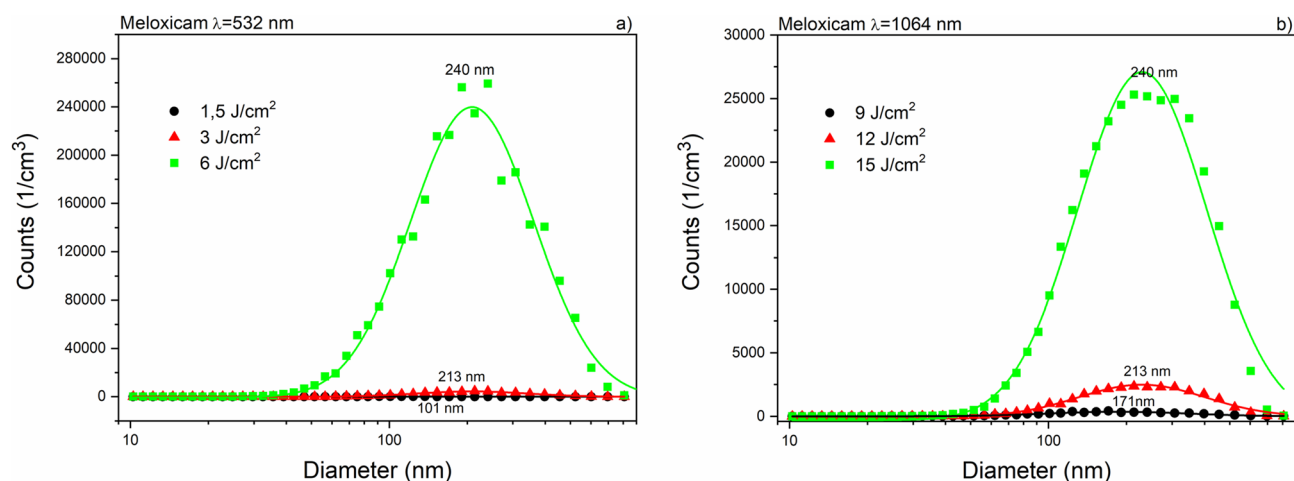 Meloxicam λ=532 nm
a)
280000
240000
200000
160000
120000
80000
40000
0
Counts (1/cm³)
240 nm
1,5 J/cm²
3 J/cm²
6 J/cm²
213 nm
101 nm
10
100
Diameter (nm)
Meloxicam λ=1064 nm
b)
30000
25000
20000
15000
10000
5000
0
Counts (1/cm³)
240 nm
9 J/cm²
12 J/cm²
15 J/cm²
213 nm
171nm
10
100
Diameter (nm)